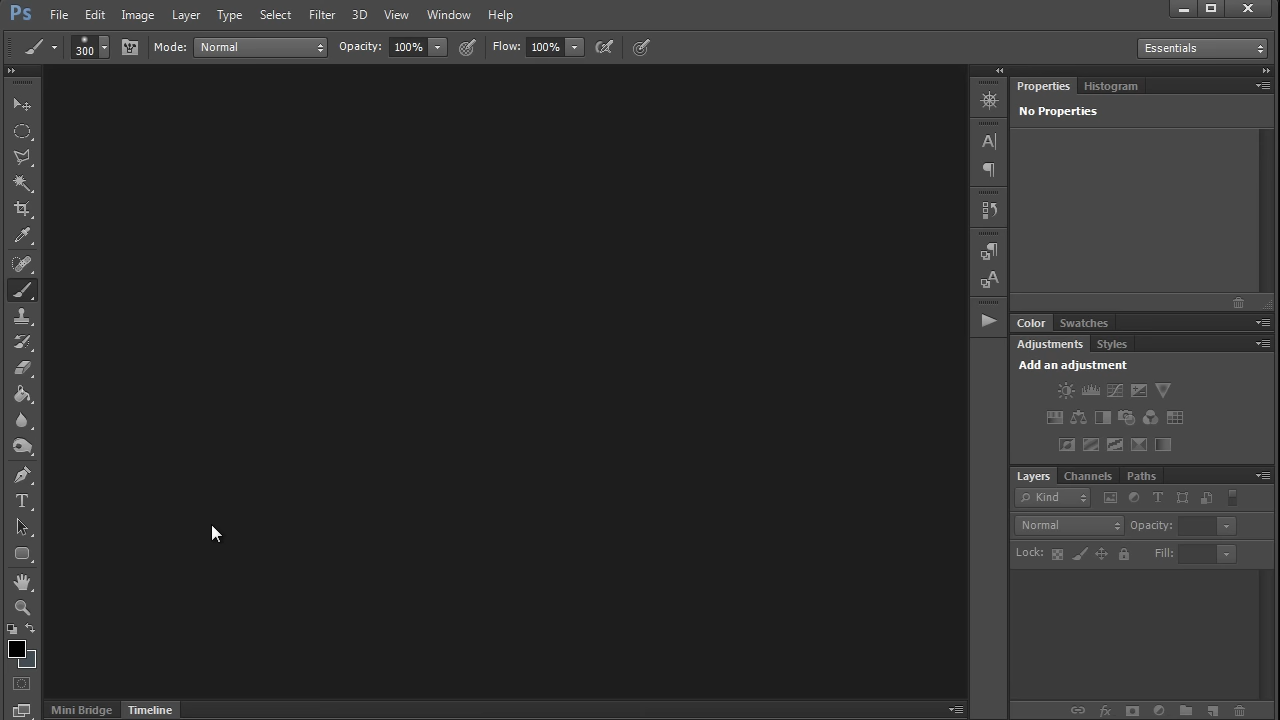 Ps File Edit Image Layer Type Select Filter 3D View Window Help
300 Mode: Normal Opacity: 100% Flow: 100% Essentials
Properties Histogram
No Properties
Color Swatches
Adjustments Styles
Add an adjustment
Layers Channels Paths
Kind
Normal Opacity:
Lock: Fill:
Mini Bridge Timeline